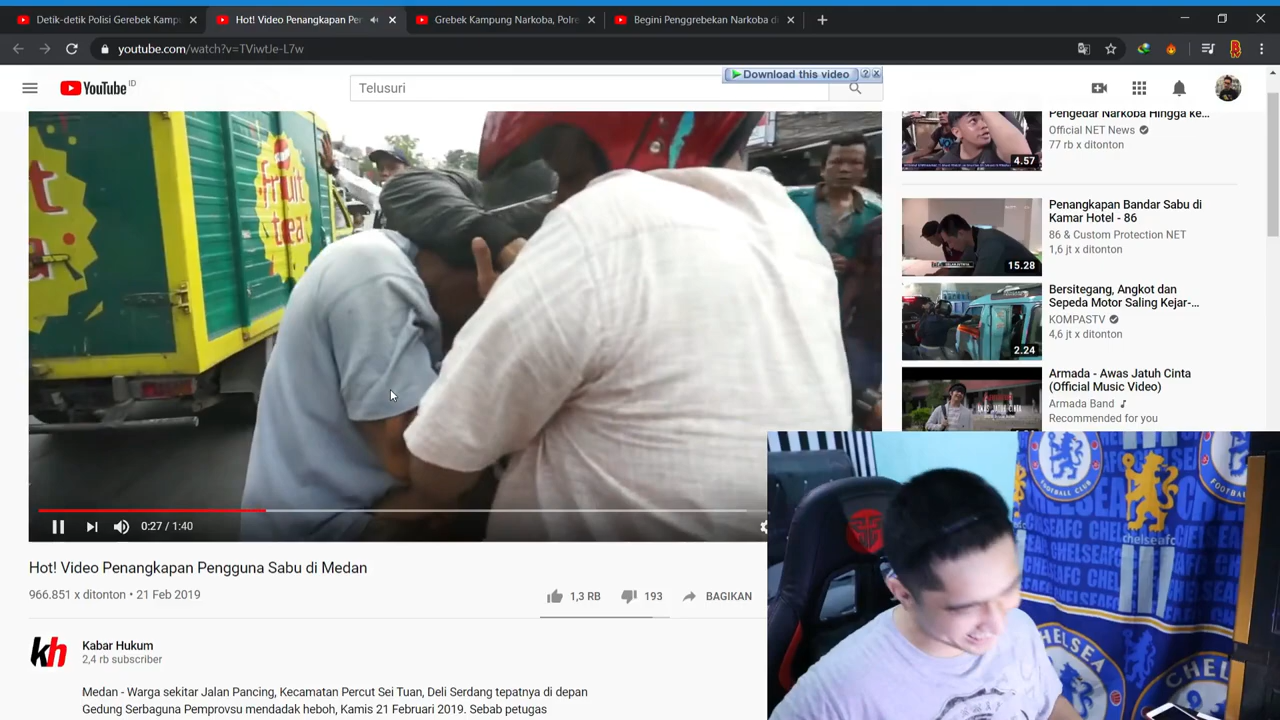 Detik-detik Polisi Gerebek Kampu
Hot! Video Penangkapan Per
Grebek Kampung Narkoba, Polre
Begini Penggrebekan Narkoba di
youtube.com/watch?v=TViwtJe-L7w
Download this video
YouTube ID
Telusuri
Pengedar Narkoba Hingga ke...
Official NET News
77 rb x ditonton
4.57
Penangkapan Bandar Sabu di
Kamar Hotel - 86
86 & Custom Protection NET
1,6 jt x ditonton
15.28
Bersitegang, Angkot dan
Sepeda Motor Saling Kejar-...
KOMPASTV
4,6 jt x ditonton
2.24
Armada - Awas Jatuh Cinta
(Official Music Video)
Armada Band
Recommended for you
Fruit
tea
0:27 / 1:40
Hot! Video Penangkapan Pengguna Sabu di Medan
966.851 x ditonton • 21 Feb 2019
1,3 RB
193
BAGIKAN
kh
Kabar Hukum
2,4 rb subscriber
Medan - Warga sekitar Jalan Pancing, Kecamatan Percut Sei Tuan, Deli Serdang tepatnya di depan
Gedung Serbaguna Pemprovsu mendadak heboh, Kamis 21 Februari 2019. Sebab petugas
CHELSEA
chelseafc
CHELSEAFC